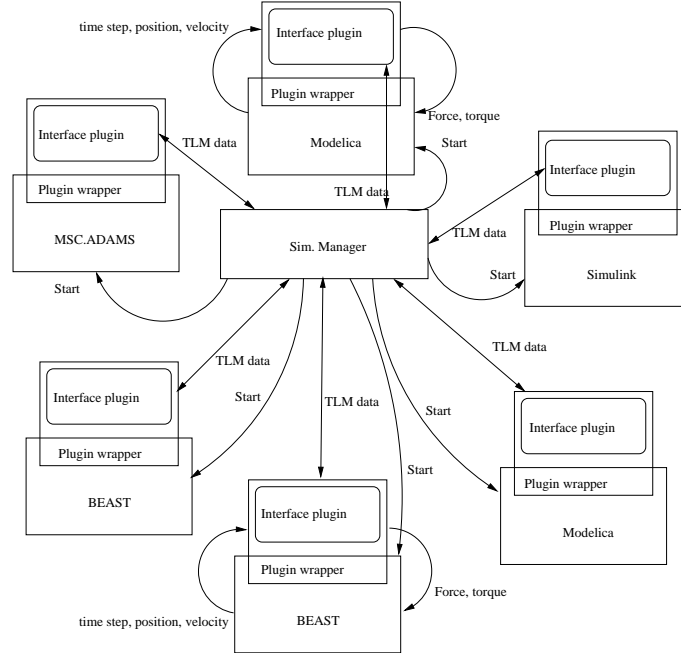 time step, position, velocity
Interface plugin
Plugin wrapper
Force, torque
Modelica
Start
TLM data
Interface plugin
TLM data
Plugin wrapper
MSC.ADAMS
Start
Interface plugin
TLM data
Plugin wrapper
Start
Simulink
Sim. Manager
TLM data
Interface plugin
Start
Plugin wrapper
BEAST
TLM data
Start
TLM data
Start
Interface plugin
Plugin wrapper
Modelica
Interface plugin
Plugin wrapper
Force, torque
time step, position, velocity
BEAST